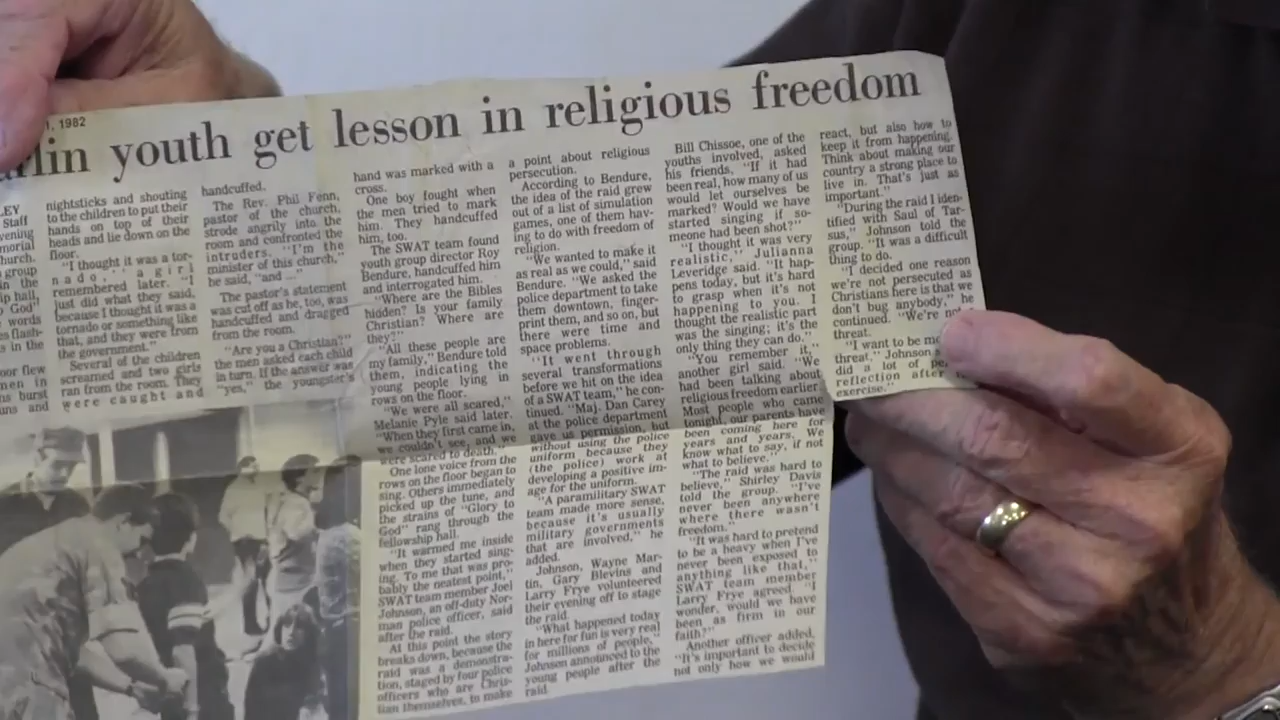 1, 1982
lin youth get lesson in religious freedom
LEY
Staff
evening
morial
hurch.
group
in the
ip hall,
God"
words
flash-
s in the
oor flew
men in
s burst
uns and
nightsticks and shouting
to the children to put their
hands on top of their
heads and lie down on the
floor.
"I thought it was a tor-
nado," a girl
remembered later. "I
just did what they said,
because I thought it was a
tornado or something like
that, and they were from
the government."
Several of the children
screamed and two girls
ran from the room. They
were caught and
handcuffed.
The Rev. Phil Fenn,
pastor of the church,
strode angrily into the
room and confronted the
intruders. "I'm the
minister of this church,"
he said, "and ..."
The pastor's statement
was cut off as he, too, was
handcuffed and dragged
from the room.
"Are you a Christian?"
the men asked each child
in turn. If the answer was
"yes," the youngster's
hand was marked with a
cross.
One boy fought when
the men tried to mark
him. They handcuffed
him, too.
The SWAT team found
youth group director Roy
Bendure, handcuffed him
and interrogated him.
"Where are the Bibles
hidden? Is your family
Christian? Where are
they?"
"All these people are
my family," Bendure told
them, indicating the
young people lying in
rows on the floor.
"We were all scared,"
Melanie Pyle said later.
"When they first came in,
we couldn't see, and we
were scared to death."
One lone voice from the
rows on the floor began to
sing. Others immediately
picked up the tune, and
the strains of "Glory to
God" rang through the
fellowship hall.
"It warmed me inside
when they started sing-
ing. To me that was pro-
bably the neatest point,"
SWAT team member Joel
Johnson, an off-duty Nor-
man police officer, said
after the raid.
At this point the story
breaks down, because the
raid was a demonstra-
tion, staged by four police
officers who are Chris-
tian themselves, to make
a point about religious
persecution.
According to Bendure,
the idea of the raid grew
out of a list of simulation
games, one of them hav-
ing to do with freedom of
religion.
"We wanted to make it
as real as we could," said
Bendure. "We asked the
police department to take
them downtown, finger-
print them, and so on, but
there were time and
space problems.
"It went through
several transformations
before we hit on the idea
of a SWAT team," he con-
tinued. "Maj. Dan Carey
at the police department
gave us permission, but
without using the police
uniform because they
(the police) work at
developing a positive im-
age for the uniform.
"A paramilitary SWAT
team made more sense,
because it's usually
military governments
that are involved," he
added.
Johnson, Wayne Mar-
tin, Gary Blevins and
Larry Frye volunteered
their evening off to stage
the raid.
"What happened today
in here for fun is very real
for millions of people,"
Johnson announced to the
young people after the
raid.
Bill Chissoe, one of the
youths involved, asked
his friends, "If it had
been real, how many of us
would let ourselves be
marked? Would we have
started singing if so-
meone had been shot?"
"I thought it was very
realistic," Julianna
Leveridge said. "It hap-
pens today, but it's hard
to grasp when it's not
happening to you. I
thought the realistic part
was the singing; it's the
only thing they can do."
"You remember it,"
another girl said. "We
had been talking about
religious freedom earlier.
Most people who came
tonight, our parents have
been coming here for
years and years. We
know what to say, if not
what to believe."
"The raid was hard to
believe," Shirley Davis
told the group. "I've
never been anywhere
where there wasn't
freedom."
"It was hard to pretend
to be a heavy when I've
never been exposed to
anything like that,"
SWAT team member
Larry Frye agreed. "I
wonder, would we have
been as firm in our
faith?"
Another officer added,
"It's important to decide
not only how we would
react, but also how to
keep it from happening.
Think about making our
country a strong place to
live in. That's just as
important."
"During the raid I iden-
tified with Saul of Tar-
sus," Johnson told the
group. "It was a difficult
thing to do.
"I decided one reason
we're not persecuted as
Christians here is that we
don't bug anybody," he
continued. "We're not
threat.
"I want to be mo
threat," Johnson
did a lot of pe
reflection after
exercise."